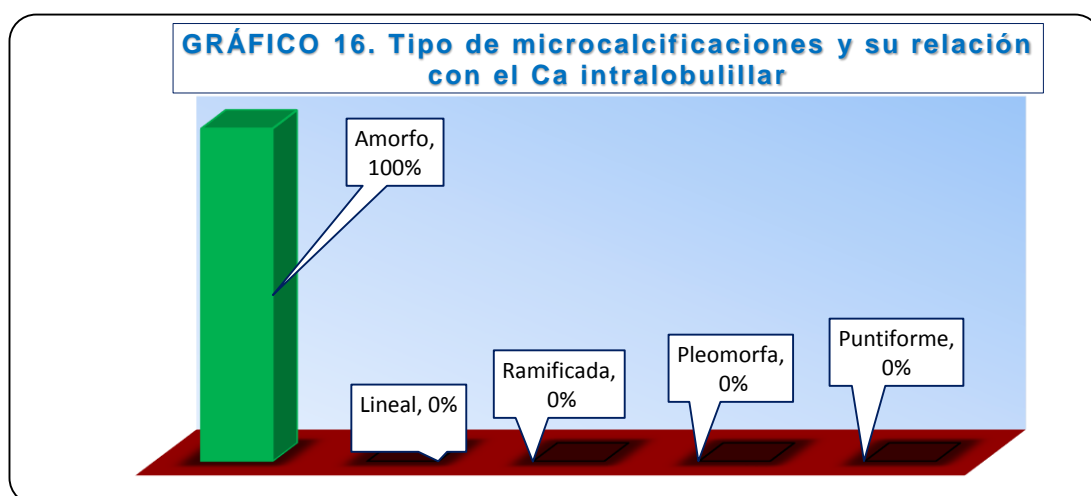 GRÁFICO 16. Tipo de microcalcificaciones y su relación
con el Ca intralobulillar
Amorfo,
100%
Lineal, 0%
Ramificada,
0%
Pleomorfa,
0%
Puntiforme,
0%